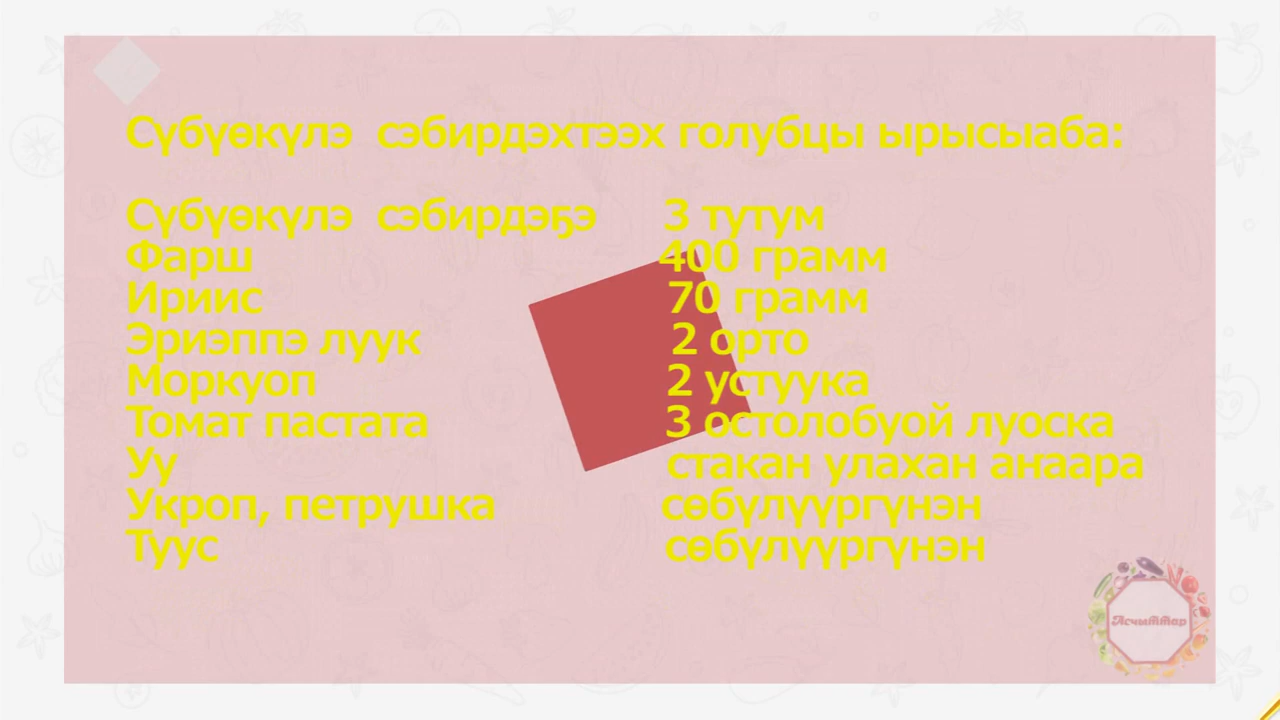 Сүбүөкүлэ сэбирдэхтээх голубцы ырысыаба:
Сүбүөкүлэ сэбирдэҕэ 3 тутум
Фарш 400 грамм
Ириис 70 грамм
Эриэппэ луук 2 орто
Моркуоп 2 устуука
Томат пастата 3 остолобуой луоска
Уу стакан улахан анаара
Укроп, петрушка сөбүлүүргүнэн
Туус сөбүлүүргүнэн
Асчыттар